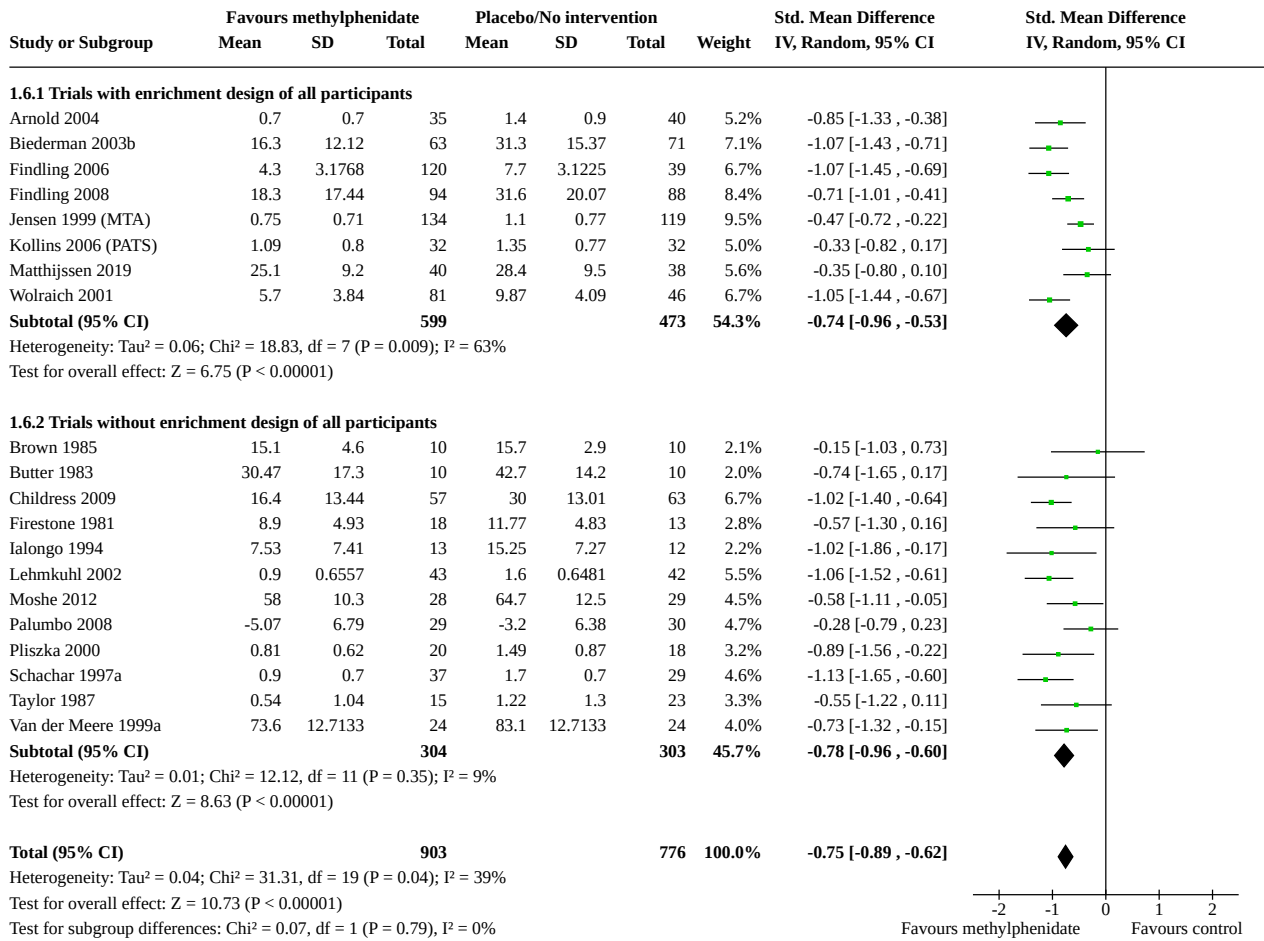 Favours methylphenidate Placebo/No intervention Std. Mean Difference Std. Mean Difference
Study or Subgroup Mean SD Total Mean SD Total Weight IV, Random, 95% CI IV, Random, 95% CI
1.6.1 Trials with enrichment design of all participants
Arnold 2004 0.7 0.7 35 1.4 0.9 40 5.2% -0.85 [-1.33 , -0.38]
Biederman 2003b 16.3 12.12 63 31.3 15.37 71 7.1% -1.07 [-1.43 , -0.71]
Findling 2006 4.3 3.1768 120 7.7 3.1225 39 6.7% -1.07 [-1.45 , -0.69]
Findling 2008 18.3 17.44 94 31.6 20.07 88 8.4% -0.71 [-1.01 , -0.41]
Jensen 1999 (MTA) 0.75 0.71 134 1.1 0.77 119 9.5% -0.47 [-0.72 , -0.22]
Kollins 2006 (PATS) 1.09 0.8 32 1.35 0.77 32 5.0% -0.33 [-0.82 , 0.17]
Matthijssen 2019 25.1 9.2 40 28.4 9.5 38 5.6% -0.35 [-0.80 , 0.10]
Wolraich 2001 5.7 3.84 81 9.87 4.09 46 6.7% -1.05 [-1.44 , -0.67]
Subtotal (95% CI) 599 473 54.3% -0.74 [-0.96 , -0.53]
Heterogeneity: Tau² = 0.06; Chi² = 18.83, df = 7 (P = 0.009); I² = 63%
Test for overall effect: Z = 6.75 (P < 0.00001)
1.6.2 Trials without enrichment design of all participants
Brown 1985 15.1 4.6 10 15.7 2.9 10 2.1% -0.15 [-1.03 , 0.73]
Butter 1983 30.47 17.3 10 42.7 14.2 10 2.0% -0.74 [-1.65 , 0.17]
Childress 2009 16.4 13.44 57 30 13.01 63 6.7% -1.02 [-1.40 , -0.64]
Firestone 1981 8.9 4.93 18 11.77 4.83 13 2.8% -0.57 [-1.30 , 0.16]
Ialongo 1994 7.53 7.41 13 15.25 7.27 12 2.2% -1.02 [-1.86 , -0.17]
Lehmkuhl 2002 0.9 0.6557 43 1.6 0.6481 42 5.5% -1.06 [-1.52 , -0.61]
Moshe 2012 58 10.3 28 64.7 12.5 29 4.5% -0.58 [-1.11 , -0.05]
Palumbo 2008 -5.07 6.79 29 -3.2 6.38 30 4.7% -0.28 [-0.79 , 0.23]
Pliszka 2000 0.81 0.62 20 1.49 0.87 18 3.2% -0.89 [-1.56 , -0.22]
Schachar 1997a 0.9 0.7 37 1.7 0.7 29 4.6% -1.13 [-1.65 , -0.60]
Taylor 1987 0.54 1.04 15 1.22 1.3 23 3.3% -0.55 [-1.22 , 0.11]
Van der Meere 1999a 73.6 12.7133 24 83.1 12.7133 24 4.0% -0.73 [-1.32 , -0.15]
Subtotal (95% CI) 304 303 45.7% -0.78 [-0.96 , -0.60]
Heterogeneity: Tau² = 0.01; Chi² = 12.12, df = 11 (P = 0.35); I² = 9%
Test for overall effect: Z = 8.63 (P < 0.00001)
Total (95% CI) 903 776 100.0% -0.75 [-0.89 , -0.62]
Heterogeneity: Tau² = 0.04; Chi² = 31.31, df = 19 (P = 0.04); I² = 39%
Test for overall effect: Z = 10.73 (P < 0.00001)
Test for subgroup differences: Chi² = 0.07, df = 1 (P = 0.79), I² = 0%
-2 -1 0 1 2
Favours methylphenidate Favours control